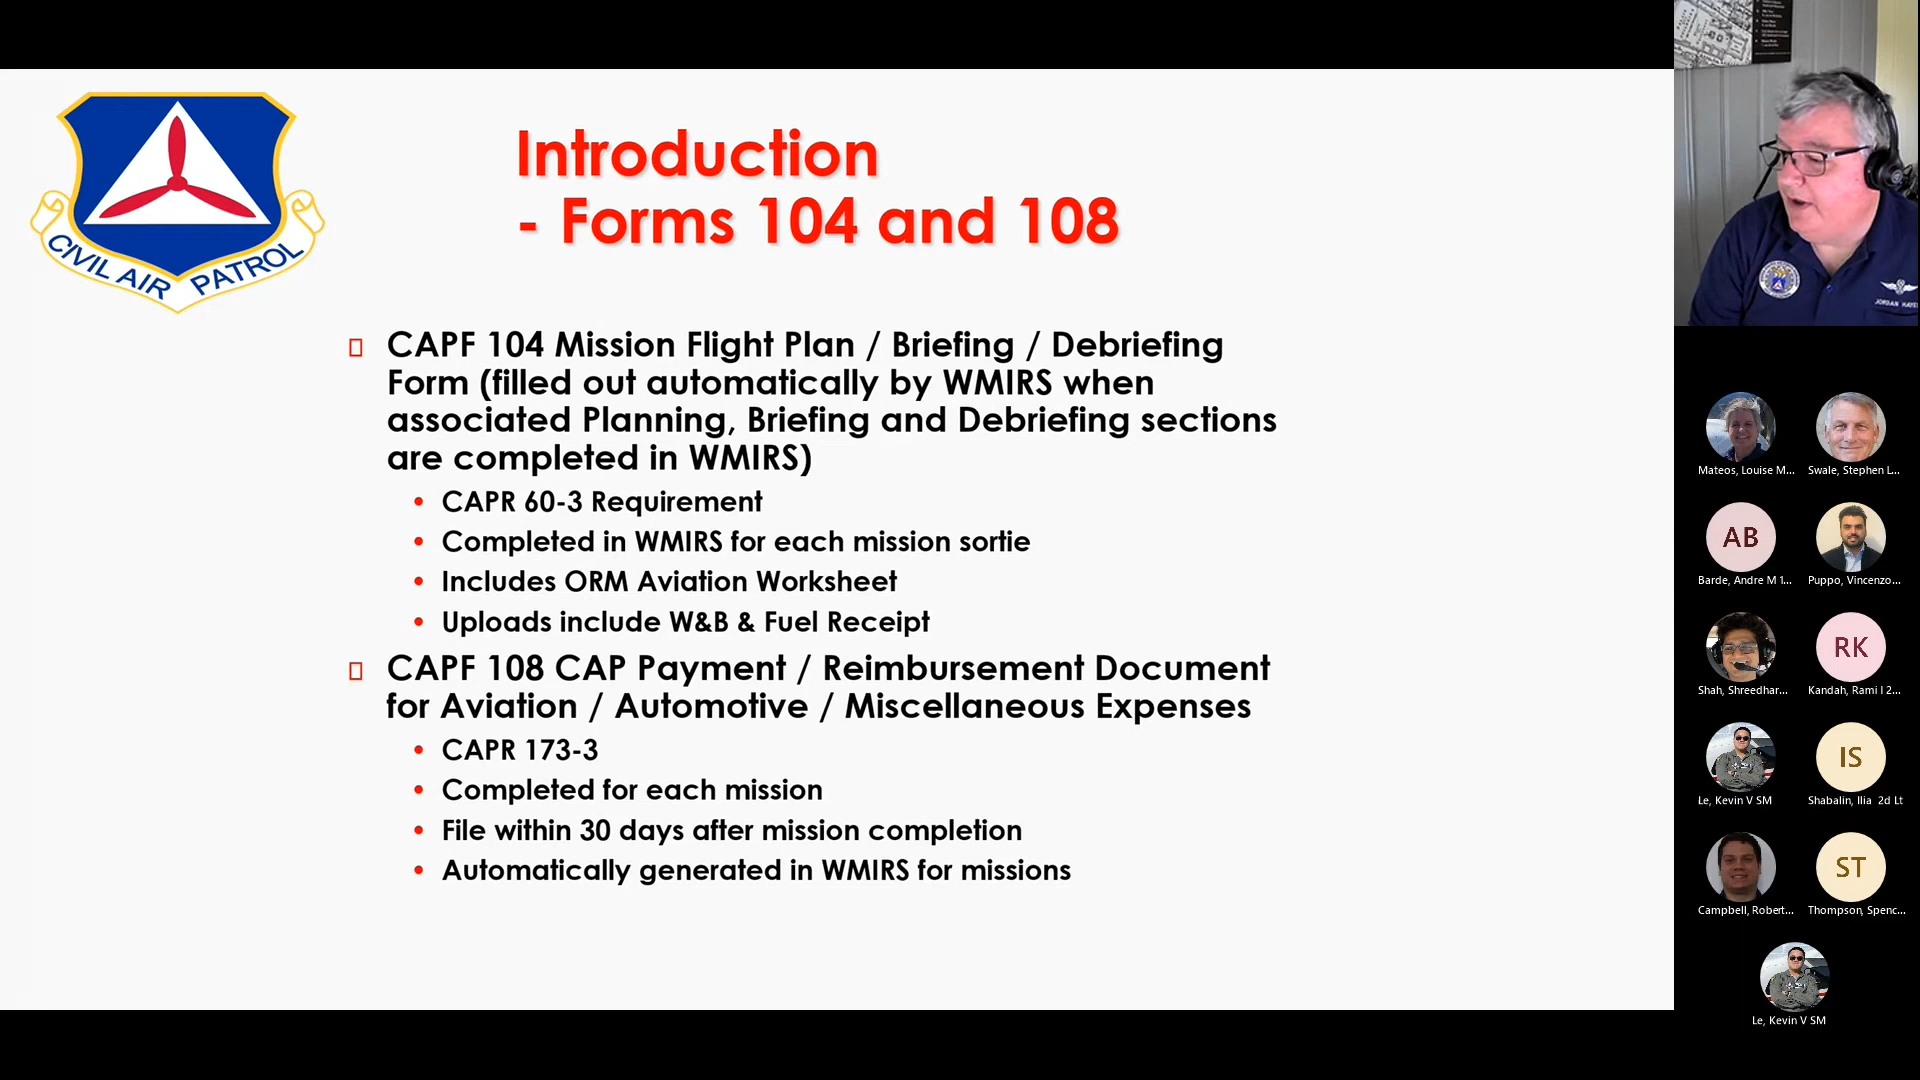 CIVIL AIR PATROL
Introduction
- Forms 104 and 108
CAPF 104 Mission Flight Plan / Briefing / Debriefing
Form (filled out automatically by WMIRS when
associated Planning, Briefing and Debriefing sections
are completed in WMIRS)
• CAPR 60-3 Requirement
• Completed in WMIRS for each mission sortie
• Includes ORM Aviation Worksheet
• Uploads include W&B & Fuel Receipt
CAPF 108 CAP Payment / Reimbursement Document
for Aviation / Automotive / Miscellaneous Expenses
• CAPR 173-3
• Completed for each mission
• File within 30 days after mission completion
• Automatically generated in WMIRS for missions
JORDAN
Mateos, Louise M...
Swale, Stephen L...
AB
Barde, Andre M 1...
Puppo, Vincenzo...
Shah, Shreedhar...
RK
Kandah, Rami I 2...
Le, Kevin V SM
IS
Shabalin, Ilia 2d Lt
Campbell, Robert...
ST
Thompson, Spenc...
Le, Kevin V SM